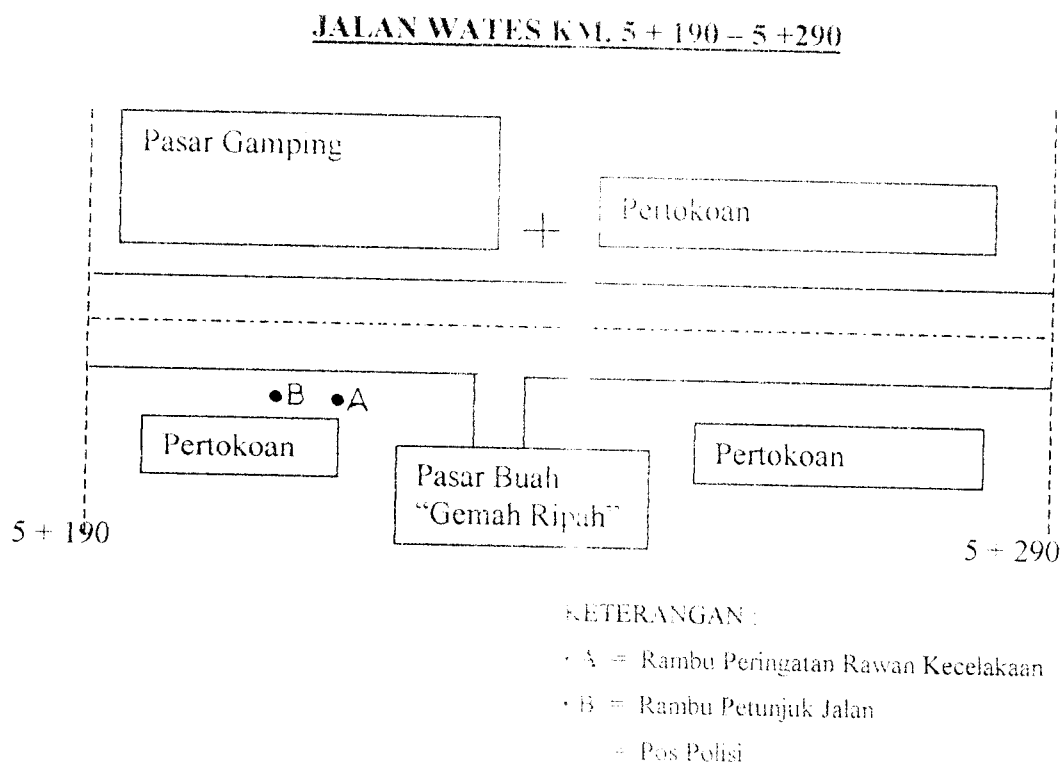 JALAN WATES KM. 5 + 190 – 5 +290
Pasar Gamping
Pertokoan
B
A
Pertokoan
Pasar Buah
“Gemah Ripah”
Pertokoan
5 + 190
5 + 290
KETERANGAN :
• A = Rambu Peringatan Rawan Kecelakaan
• B = Rambu Petunjuk Jalan
= Pos Polisi